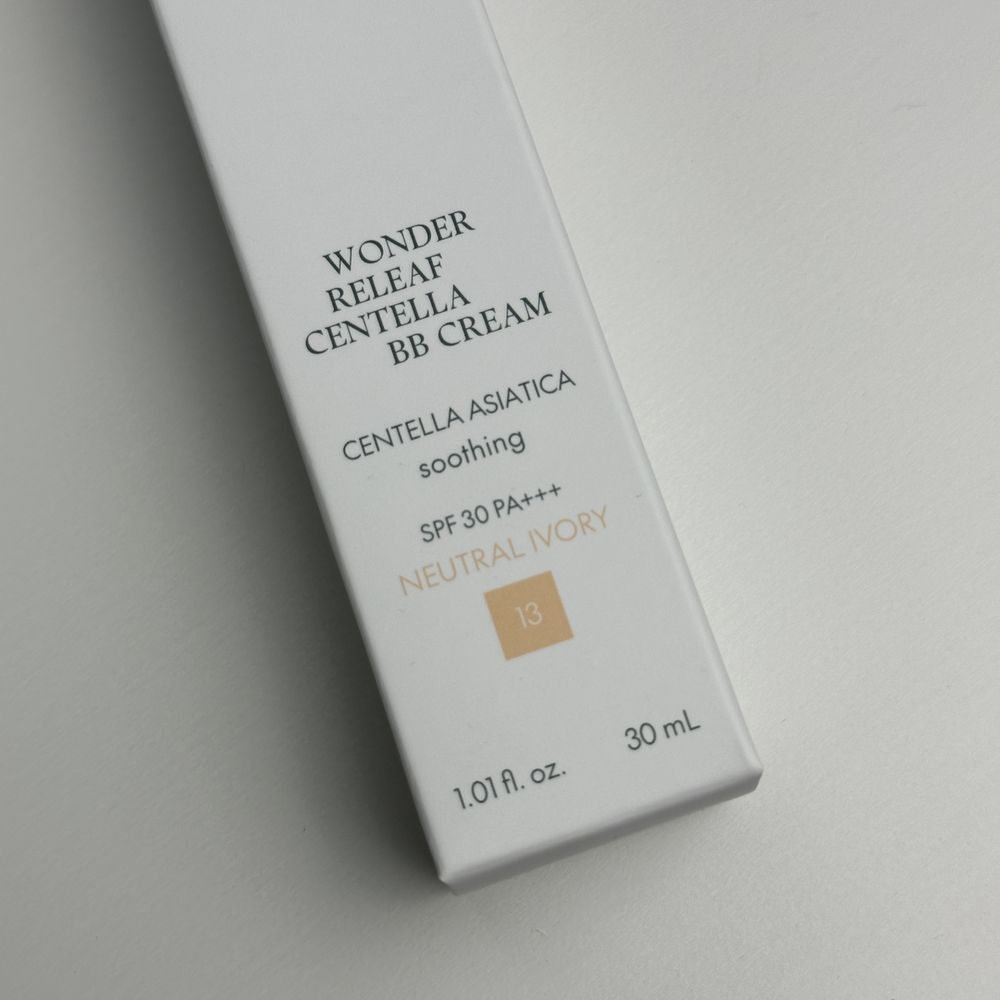 WONDER
RELEAF
CENTELLA
BB CREAM
CENTELLA ASIATICA
soothing
SPF 30 PA+++
NEUTRAL IVORY
13
1.01 fl. oz. 30 mL